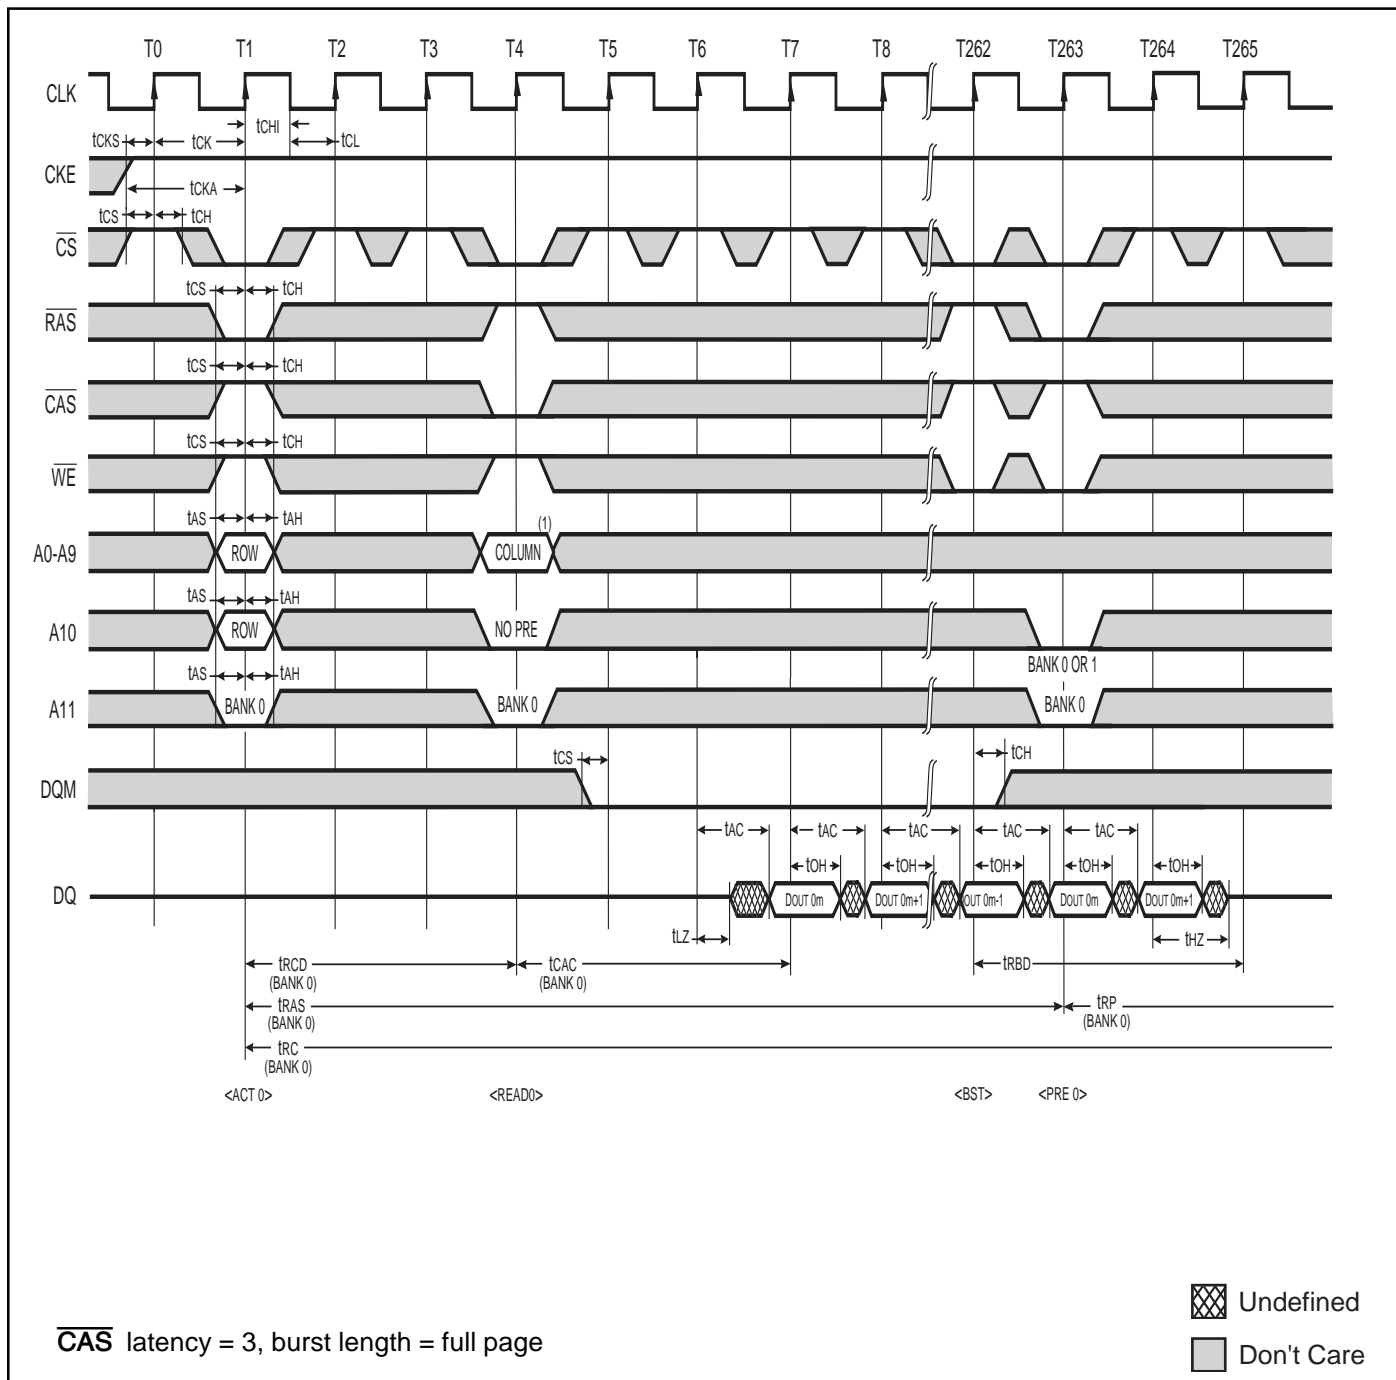 T0 T1 T2 T3 T4 T5 T6 T7 T8 T262 T263 T264 T265
CLK
tCHI
tCKS tCK tCL
CKE
tCKA
tCS tCH
CS
tCS tCH
RAS
tCS tCH
CAS
tCS tCH
WE
tAS tAH (1)
A0-A9 ROW COLUMN
tAS tAH
A10 ROW NO PRE
BANK 0 OR 1
tAS tAH
A11 BANK 0 BANK 0 BANK 0
tCS tCH
DQM
tAC tAC tAC tAC tAC
tOH tOH tOH tOH tOH
DQ DOUT 0m DOUT 0m+1 OUT 0m-1 DOUT 0m DOUT 0m+1
tLZ tHZ
tRCD tCAC tRBD
(BANK 0) (BANK 0)
tRAS tRP
(BANK 0) (BANK 0)
tRC
(BANK 0)
<ACT 0> <READ0> <BST> <PRE 0>
Undefined
CAS latency = 3, burst length = full page
Don't Care